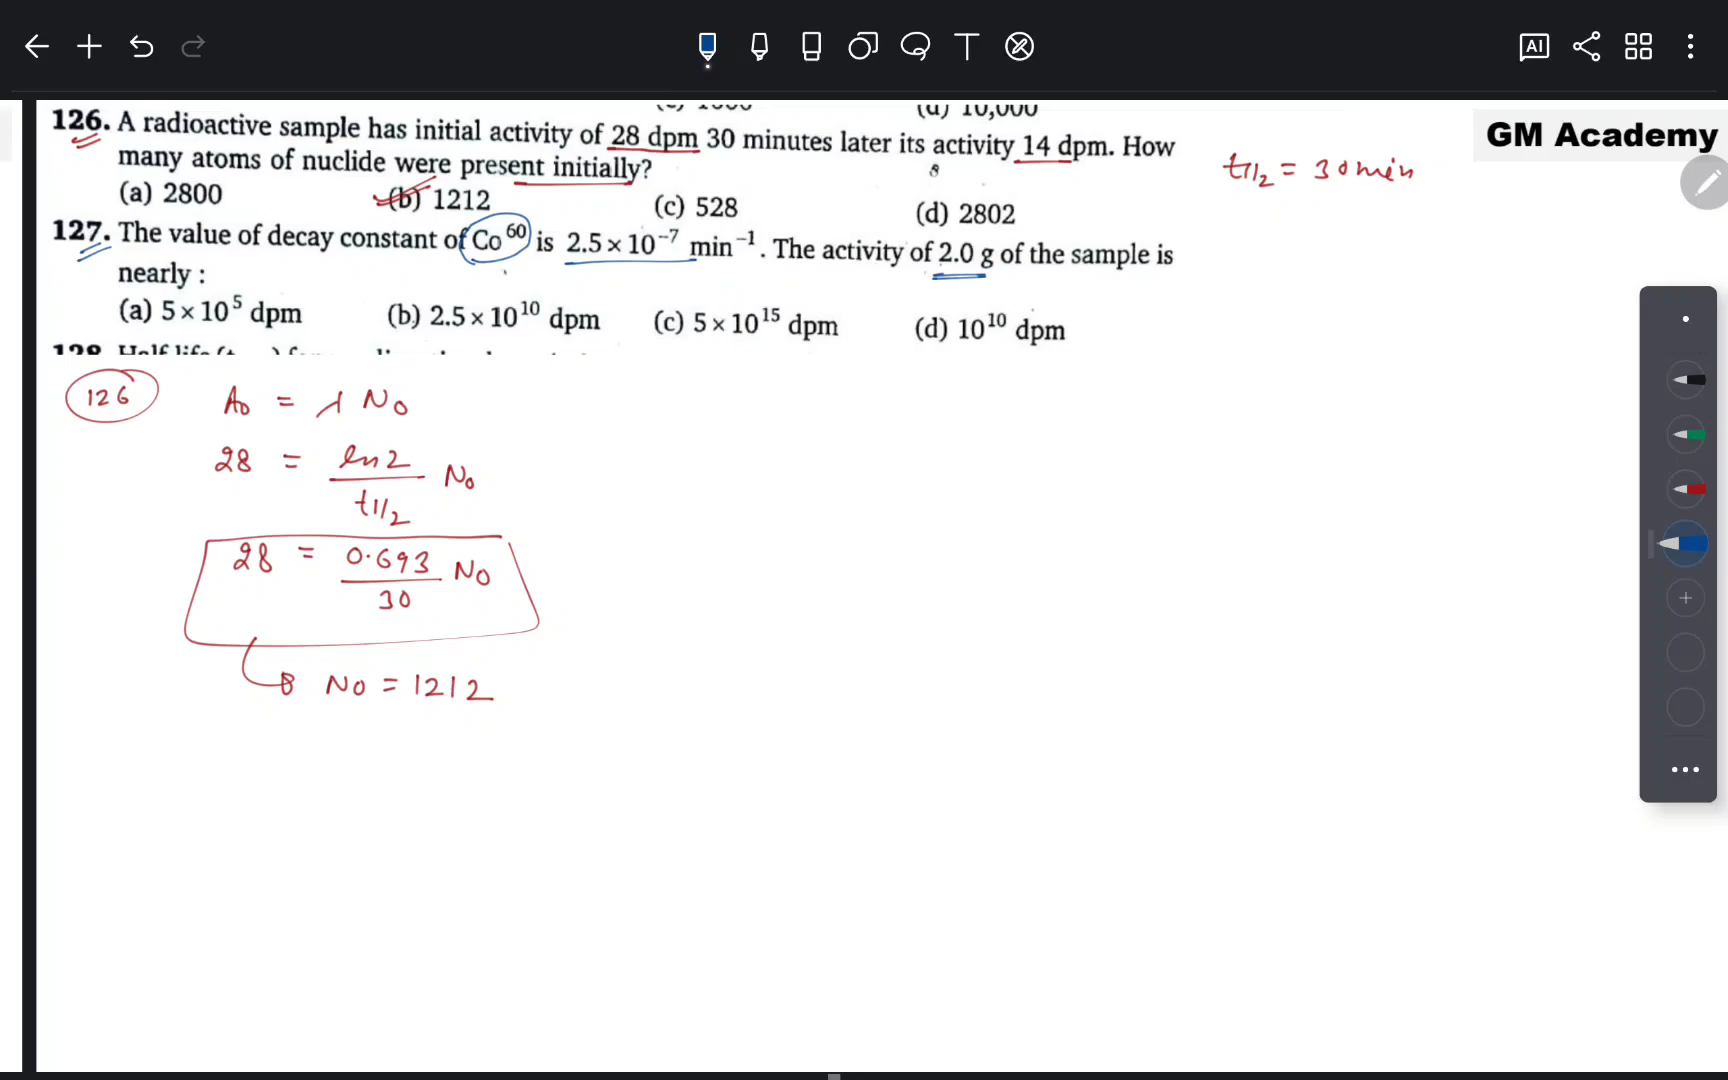 AI
(d) 10,000
GM Academy
126. A radioactive sample has initial activity of 28 dpm 30 minutes later its activity 14 dpm. How
many atoms of nuclide were present initially?
t1/2 = 30 min
(a) 2800 (b) 1212 (c) 528 (d) 2802
127. The value of decay constant of Co⁶⁰ is 2.5 × 10⁻⁷ min⁻¹. The activity of 2.0 g of the sample is
nearly :
(a) 5 × 10⁵ dpm (b) 2.5 × 10¹⁰ dpm (c) 5 × 10¹⁵ dpm (d) 10¹⁰ dpm
126
A₀ = λ N₀
28 = ln2 / t1/2 N₀
28 = 0.693 / 30 N₀
N₀ = 1212